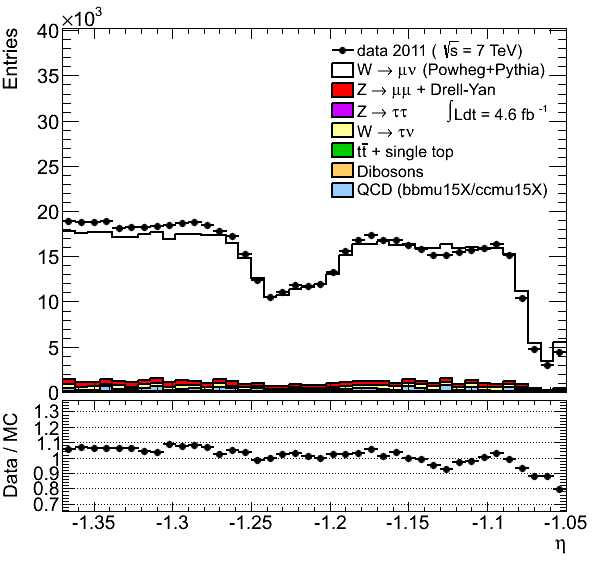 ×10³
Entries
40
35
30
25
20
15
10
5
0
data 2011 ( √s = 7 TeV)
W → μν (Powheg+Pythia)
Z → μμ + Drell-Yan
Z → ττ
∫Ldt = 4.6 fb⁻¹
W → τν
tt̄ + single top
Dibosons
QCD (bbmu15X/ccmu15X)
Data / MC
1.3
1.2
1.1
1
0.9
0.8
0.7
-1.35 -1.3 -1.25 -1.2 -1.15 -1.1 -1.05
η